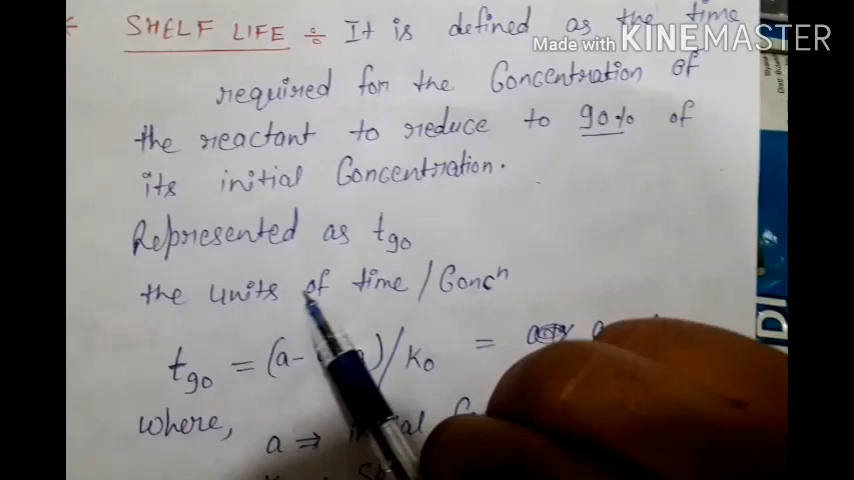 * SHELF LIFE ÷ It is defined as the time
Made with KINEMASTER
required for the Concentration of
the reactant to reduce to 90% of
its initial Concentration.
Represented as t90
the units of time / Concn
t90 = (a- )/K0 = a
where,
a ⇒